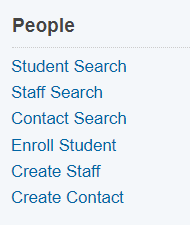 People
Student Search
Staff Search
Contact Search
Enroll Student
Create Staff
Create Contact